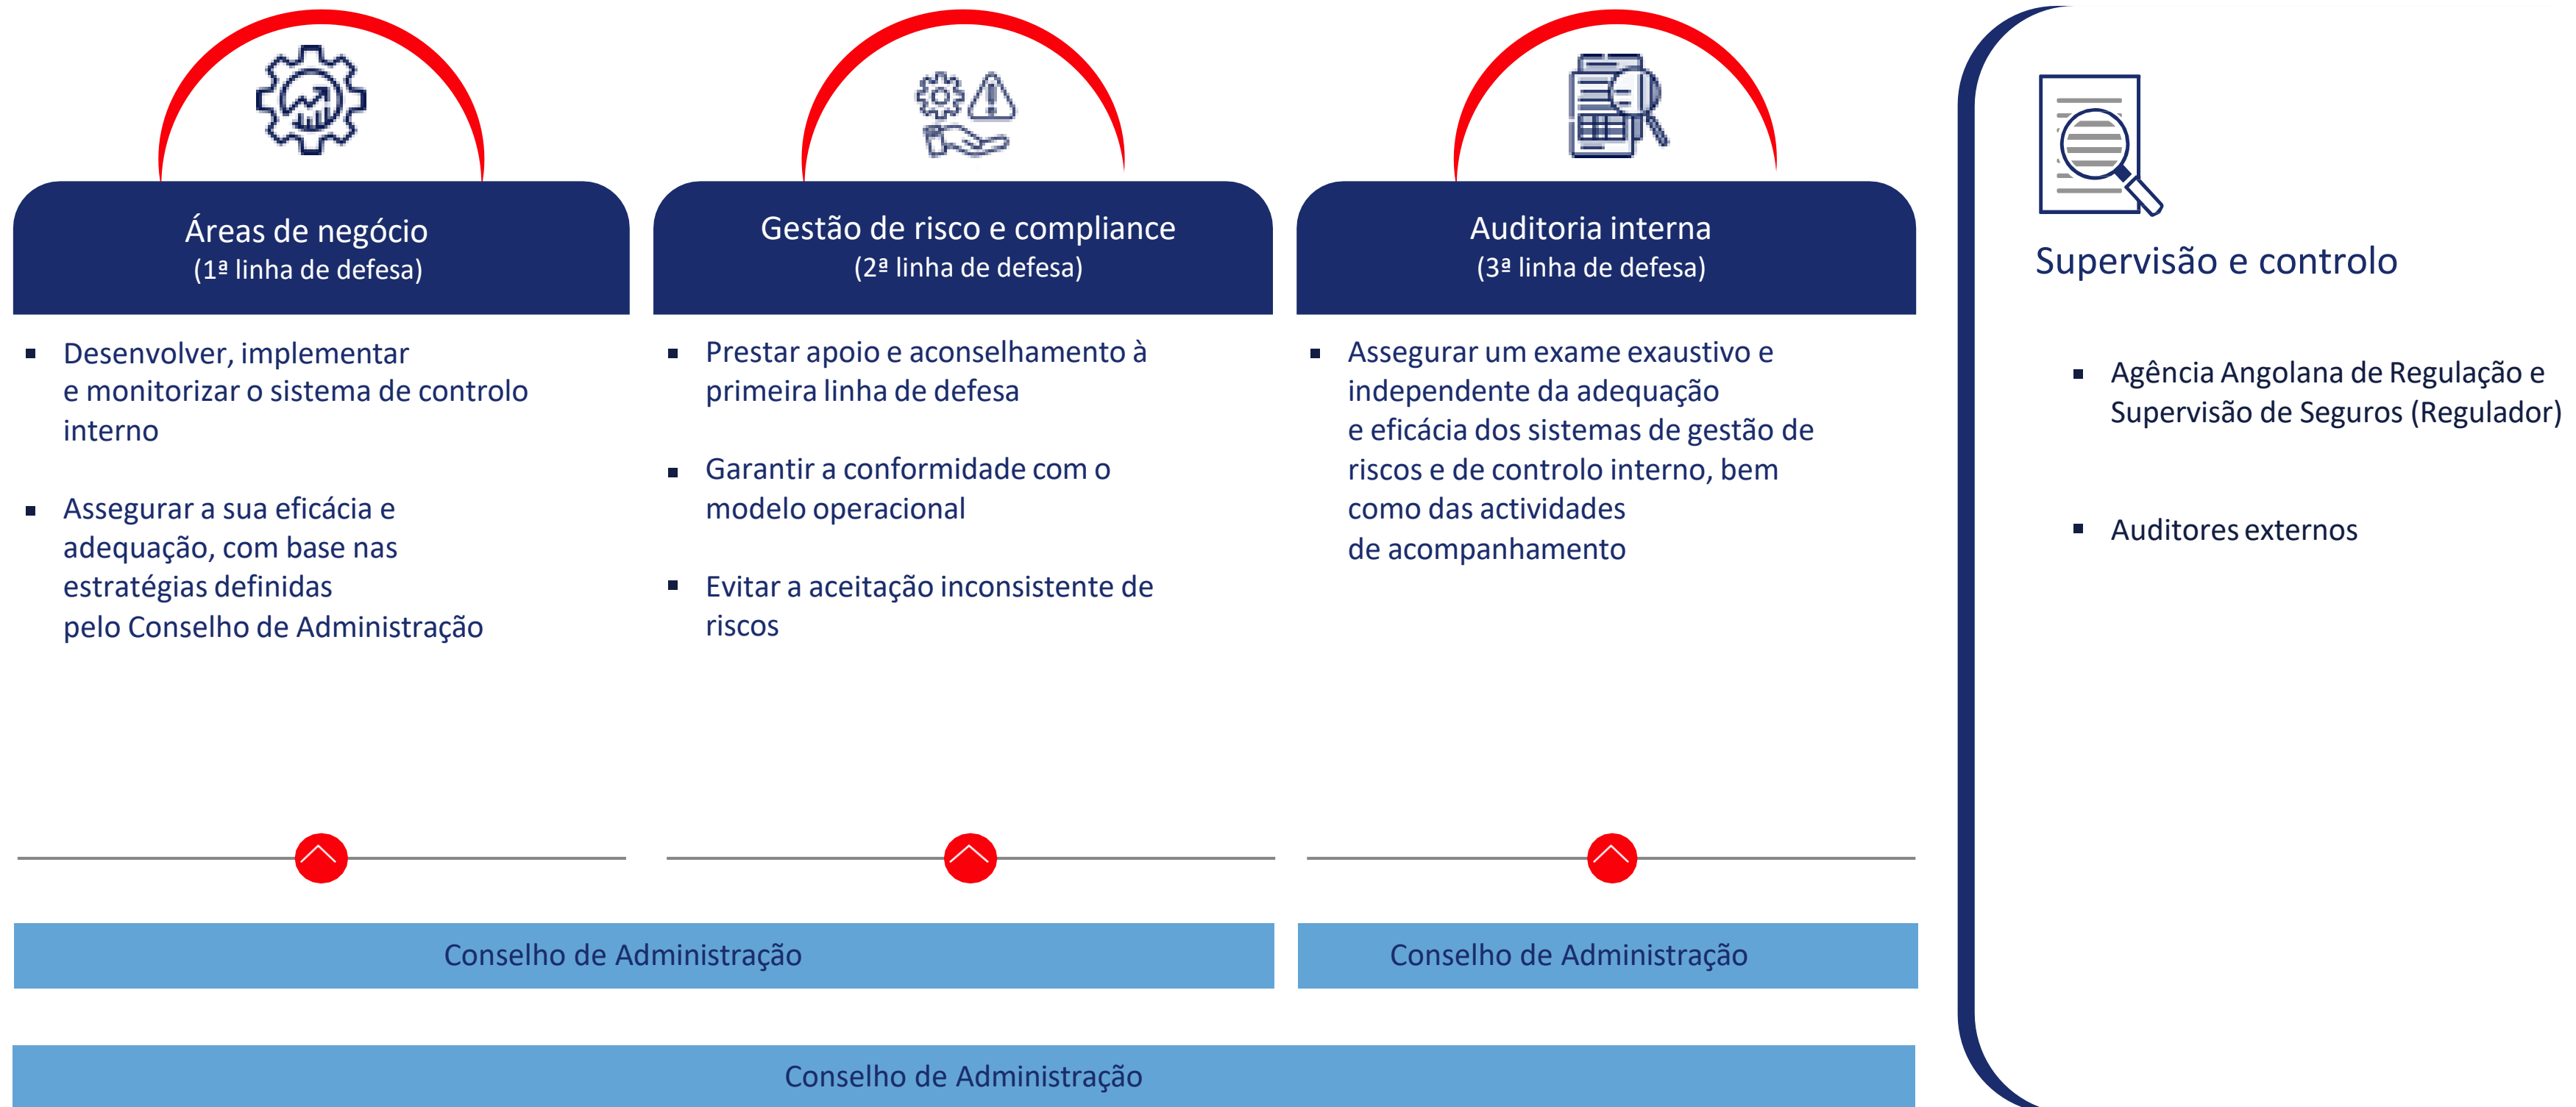 Áreas de negócio
(1ª linha de defesa)
Desenvolver, implementar
e monitorizar o sistema de controlo
interno
Assegurar a sua eficácia e
adequação, com base nas
estratégias definidas
pelo Conselho de Administração
Gestão de risco e compliance
(2ª linha de defesa)
Prestar apoio e aconselhamento à
primeira linha de defesa
Garantir a conformidade com o
modelo operacional
Evitar a aceitação inconsistente de
riscos
Auditoria interna
(3ª linha de defesa)
Assegurar um exame exaustivo e
independente da adequação
e eficácia dos sistemas de gestão de
riscos e de controlo interno, bem
como das actividades
de acompanhamento
Conselho de Administração
Conselho de Administração
Conselho de Administração
Supervisão e controlo
Agência Angolana de Regulação e
Supervisão de Seguros (Regulador)
Auditores externos